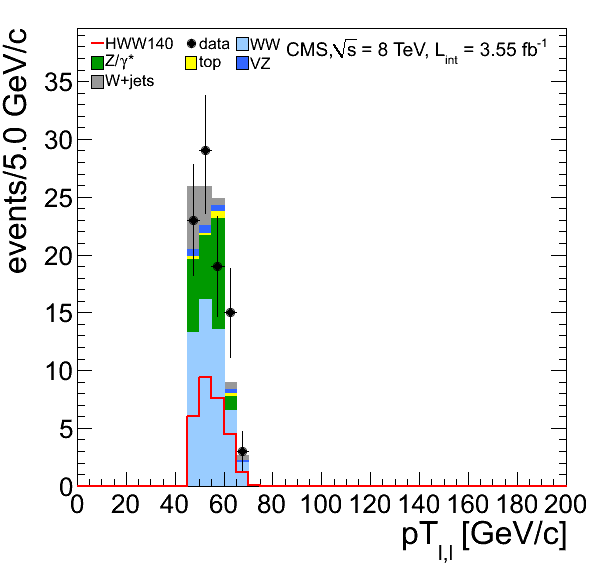 HWW140 data WW
Z/γ* top VZ
W+jets
CMS,√s = 8 TeV, L_int = 3.55 fb⁻¹
events/5.0 GeV/c
35
30
25
20
15
10
5
0
0 20 40 60 80 100 120 140 160 180 200
pT_l,l [GeV/c]